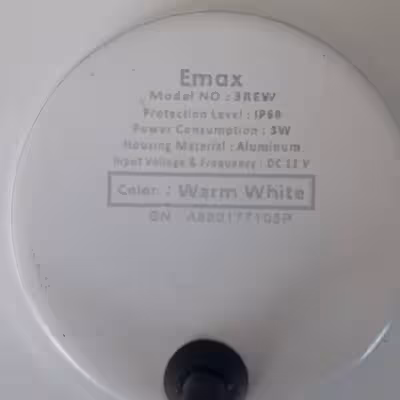 Emax
Model NO : 3REW
Protection Level : IP68
Power Consumption : 3W
Housing Material : Aluminum
Input Voltage & Frequency : DC 12 V
Color : Warm White